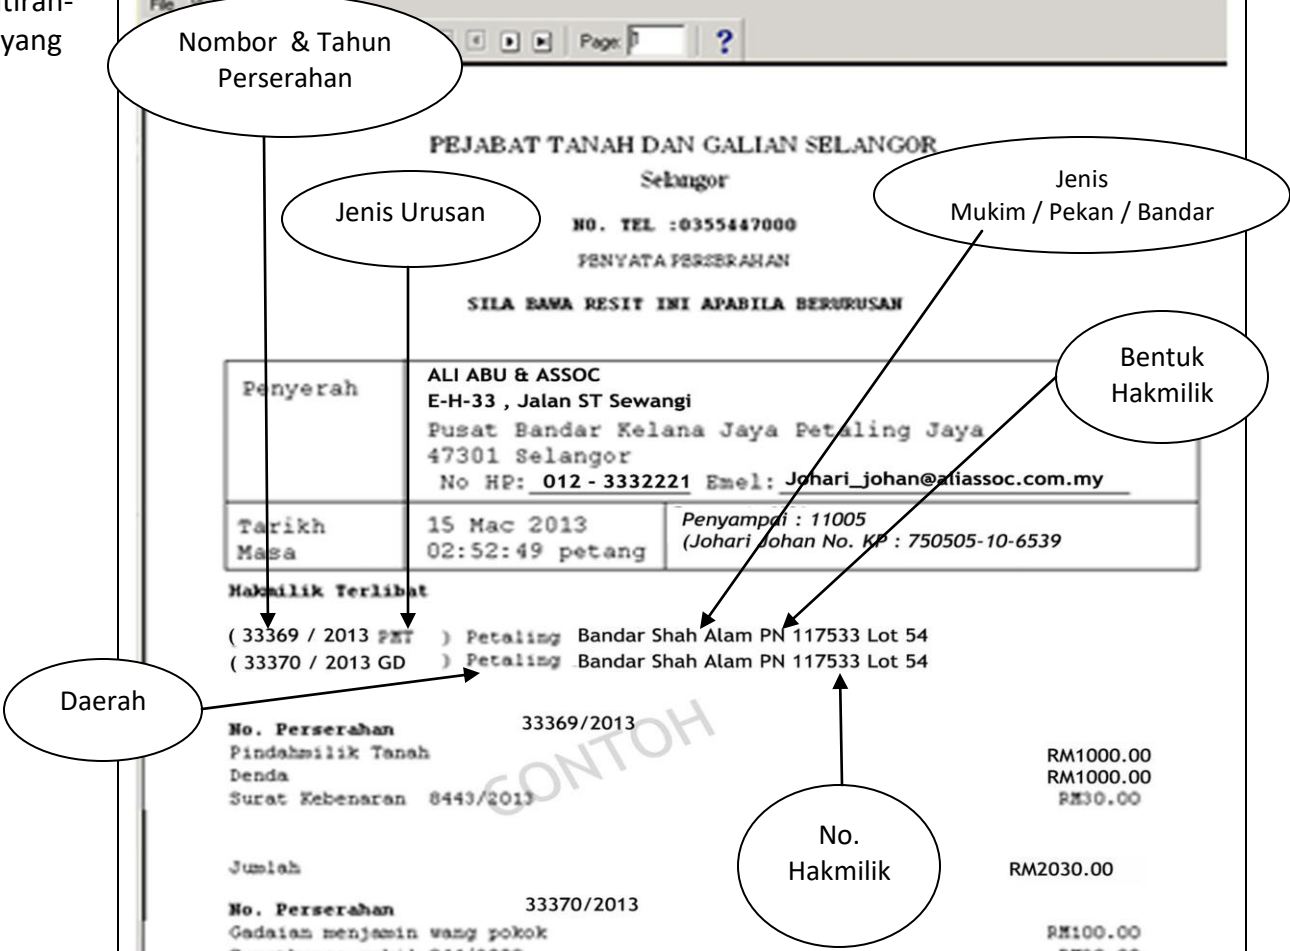 yang
File
Nombor & Tahun
Perserahan
Page: 1
?
PEJABAT TANAH DAN GALIAN SELANGOR
Selangor
Jenis
Mukim / Pekan / Bandar
Jenis Urusan
NO. TEL :0355447000
PENYATA PERSERAHAN
SILA BAWA RESIT INI APABILA BERURUSAN
Bentuk
Hakmilik
Penyerah
ALI ABU & ASSOC
E-H-33 , Jalan ST Sewangi
Pusat Bandar Kelana Jaya Petaling Jaya
47301 Selangor
No HP: 012 - 3332221 Emel: Johari_johan@aliassoc.com.my
Tarikh 15 Mac 2013
Masa 02:52:49 petang
Penyampai : 11005
(Johari Johan No. KP : 750505-10-6539
Hakmilik Terlibat
( 33369 / 2013 PMT ) Petaling Bandar Shah Alam PN 117533 Lot 54
( 33370 / 2013 GD ) Petaling Bandar Shah Alam PN 117533 Lot 54
Daerah
No. Perserahan 33369/2013
Pindahmilik Tanah RM1000.00
Denda RM1000.00
Surat Kebenaran 8443/2013 RM30.00
CONTOH
No.
Hakmilik
Jumlah RM2030.00
No. Perserahan 33370/2013
Gadaian menjamin wang pokok RM100.00